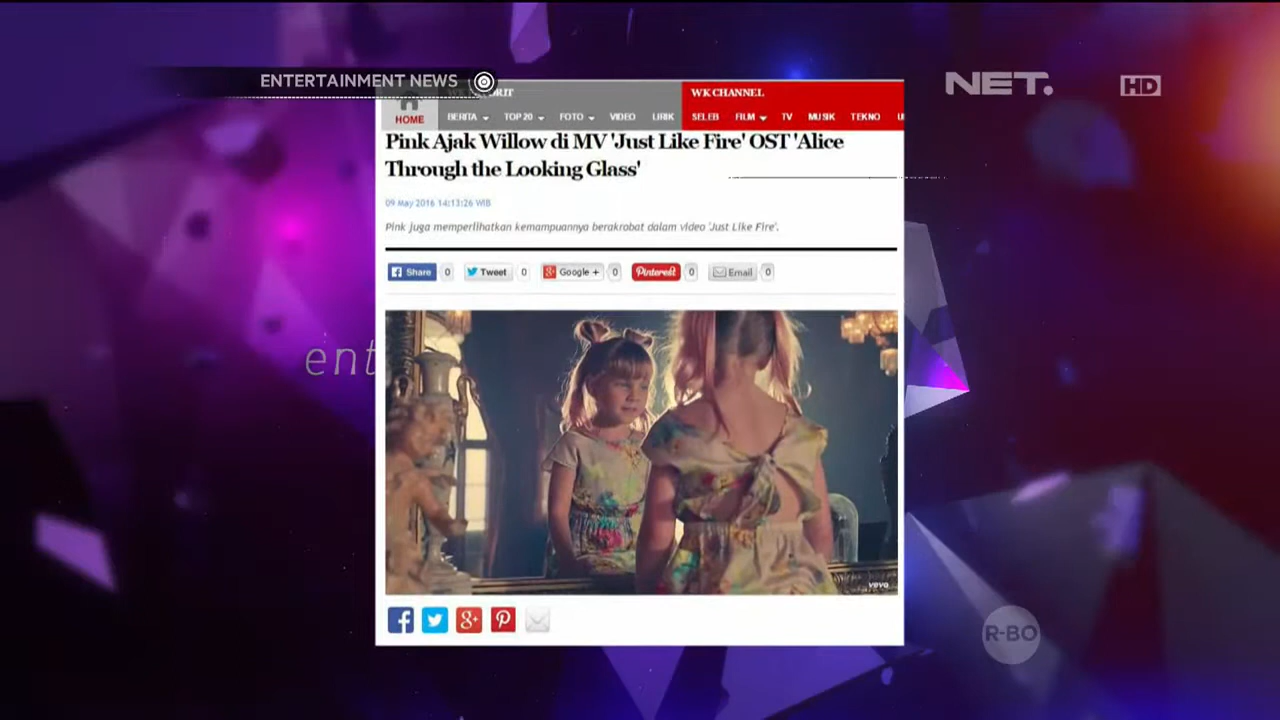 ENTERTAINMENT NEWS
NET.
HD
WK CHANNEL
HOME
BERITA
TOP 20
FOTO
VIDEO
LIRIK
SELEB
FILM
TV
MUSIK
TEKNO
Pink Ajak Willow di MV 'Just Like Fire' OST 'Alice
Through the Looking Glass'
09 May 2016 14:13:26 WIB
Pink juga memperlihatkan kemampuannya berakrobat dalam video 'Just Like Fire'.
Share 0
Tweet 0
Google + 0
Pinterest 0
Email 0
ent
vevo
R-BO